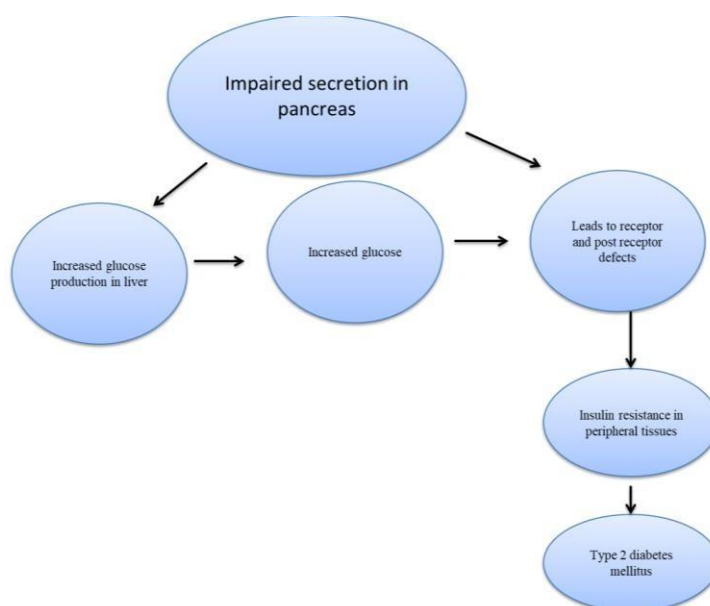 Impaired secretion in
pancreas
Increased glucose
production in liver
Increased glucose
Leads to receptor
and post receptor
defects
Insulin resistance in
peripheral tissues
Type 2 diabetes
mellitus